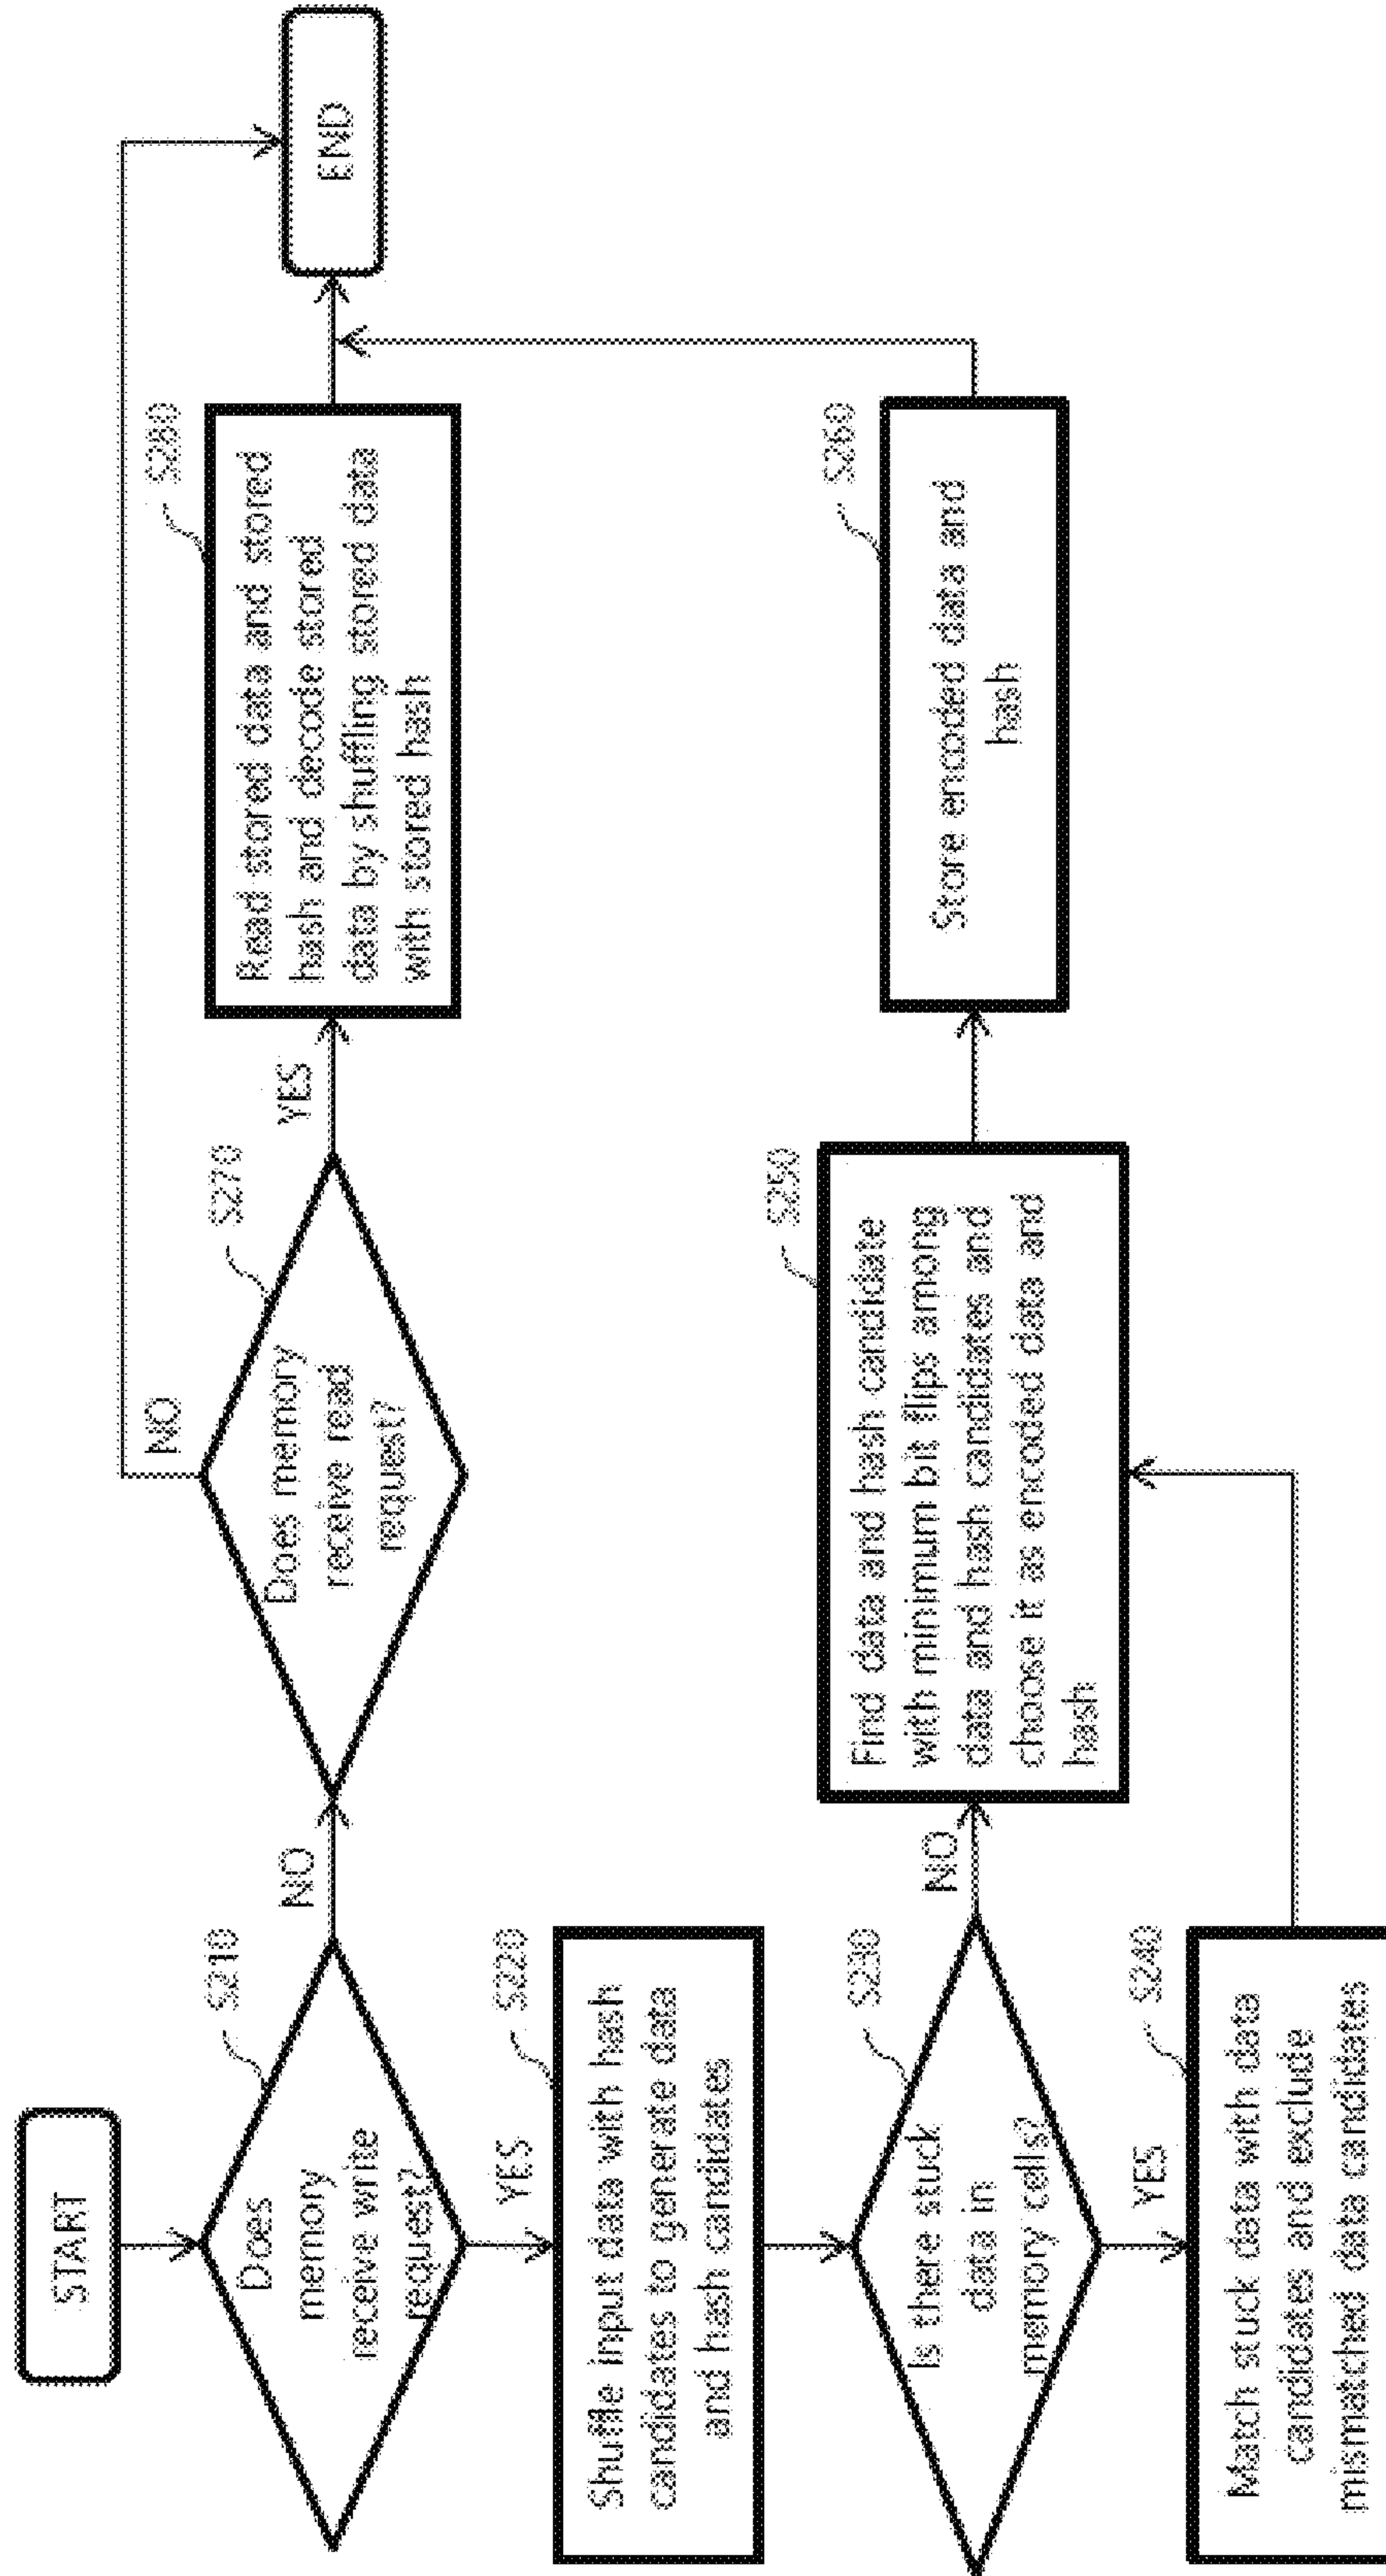 START
S210
Does
memory
receive write
request?
NO
YES
S270
Does memory
receive read
request?
NO
YES
S280
Read stored data and stored
hash and decode stored
data by shuffling stored data
with stored hash
END
S220
Shuffle input data with hash
candidates to generate data
and hash candidates
S230
Is there stuck
data in
memory cells?
NO
YES
S240
Match stuck data with data
candidates and exclude
mismatched data candidates
S250
Find data and hash candidate
with minimum bit flips among
data and hash candidates and
choose it as encoded data and
hash
S260
Store encoded data and
hash